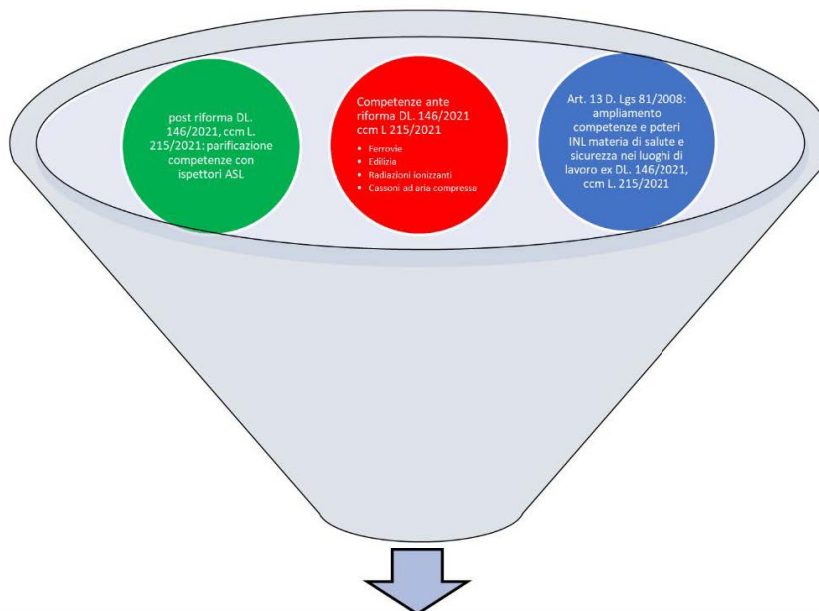 post riforma DL.
146/2021, ccm L.
215/2021: parificazione
competenze con
ispettori ASL
Competenze ante
riforma DL. 146/2021
ccm L 215/2021
• Ferrovie
• Edilizia
• Radiazioni ionizzanti
• Cassoni ad aria compressa
Art. 13 D. Lgs 81/2008:
ampliamento
competenze e poteri
INL materia di salute e
sicurezza nei luoghi di
lavoro ex DL. 146/2021,
ccm L. 215/2021